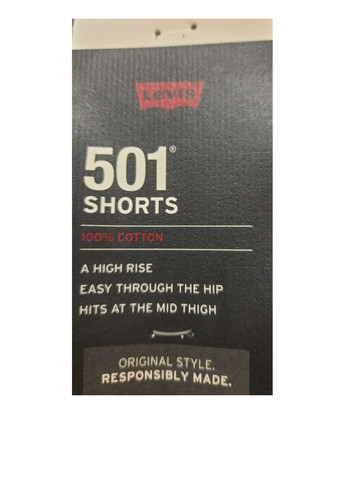 Levi's
501®
SHORTS
100% COTTON
A HIGH RISE
EASY THROUGH THE HIP
HITS AT THE MID THIGH
ORIGINAL STYLE.
RESPONSIBLY MADE.